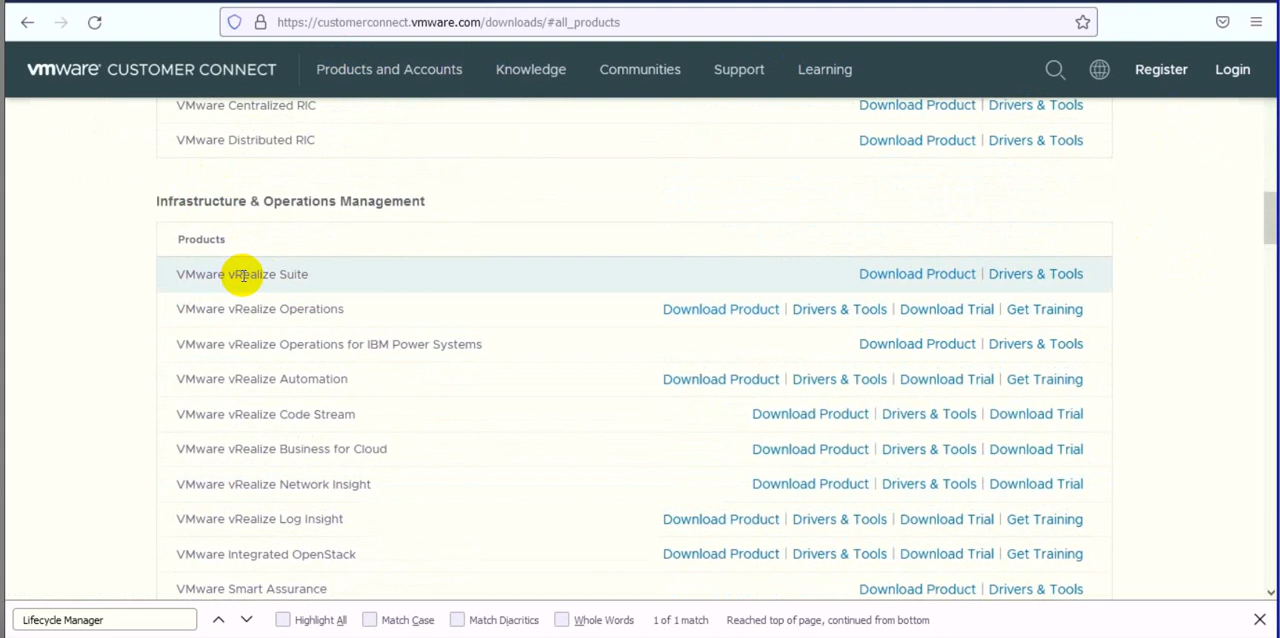 https://customerconnect.vmware.com/downloads/#all_products
vmware® CUSTOMER CONNECT Products and Accounts Knowledge Communities Support Learning Register Login
VMware Centralized RIC Download Product | Drivers & Tools
VMware Distributed RIC Download Product | Drivers & Tools
Infrastructure & Operations Management
Products
VMware vRealize Suite Download Product | Drivers & Tools
VMware vRealize Operations Download Product | Drivers & Tools | Download Trial | Get Training
VMware vRealize Operations for IBM Power Systems Download Product | Drivers & Tools
VMware vRealize Automation Download Product | Drivers & Tools | Download Trial | Get Training
VMware vRealize Code Stream Download Product | Drivers & Tools | Download Trial
VMware vRealize Business for Cloud Download Product | Drivers & Tools | Download Trial
VMware vRealize Network Insight Download Product | Drivers & Tools | Download Trial
VMware vRealize Log Insight Download Product | Drivers & Tools | Download Trial | Get Training
VMware Integrated OpenStack Download Product | Drivers & Tools | Download Trial | Get Training
VMware Smart Assurance Download Product | Drivers & Tools
Lifecycle Manager Highlight All Match Case Match Diacritics Whole Words 1 of 1 match Reached top of page, continued from bottom